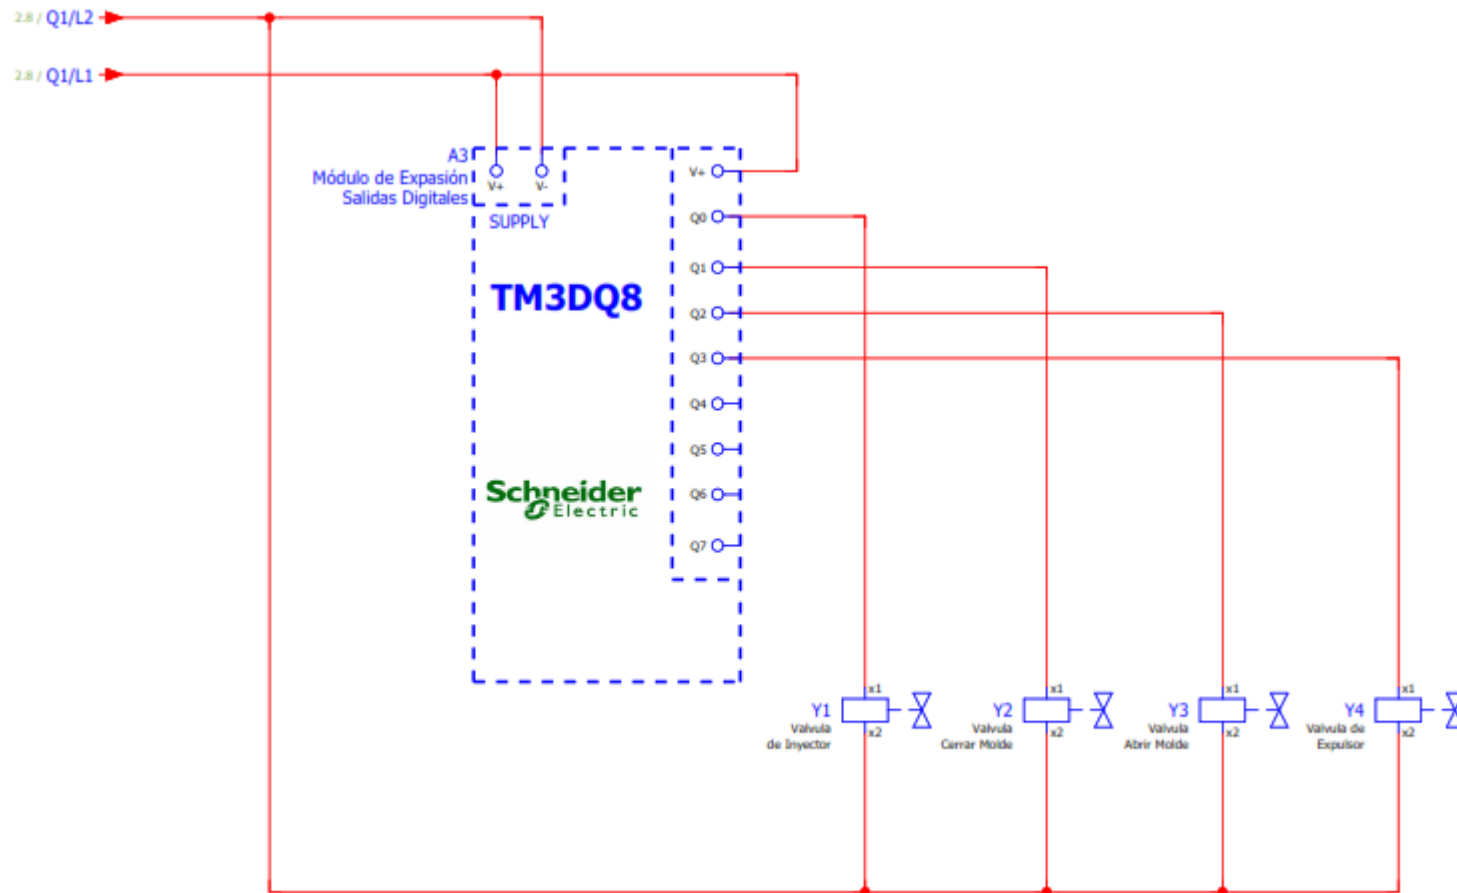 2.8 / Q1/L2
2.8 / Q1/L1
A3
Módulo de Expasión
Salidas Digitales
V+
V-
SUPPLY
TM3DQ8
Schneider
Electric
V+
Q0
Q1
Q2
Q3
Q4
Q5
Q6
Q7
x1
Y1
Valvula
de Inyector
x2
x1
Y2
Valvula
Cerrar Molde
x2
x1
Y3
Valvula
Abrir Molde
x2
x1
Y4
Valvula de
Expulsor
x2